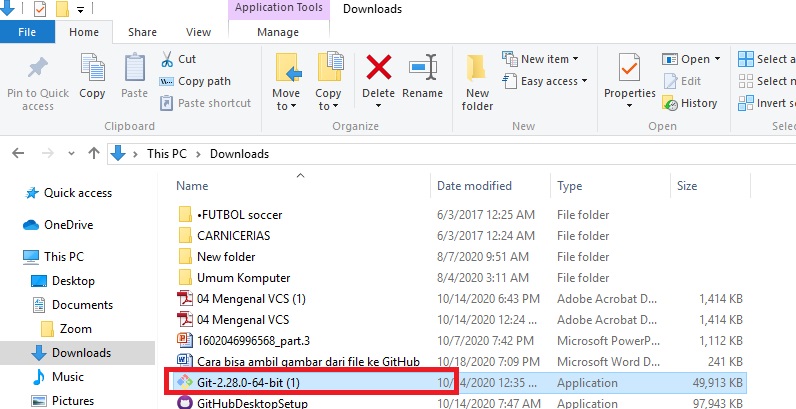 Application Tools Downloads
File Home Share View Manage
Pin to Quick access
Copy
Cut
Copy path
Paste shortcut
Clipboard
Move to
Copy to
Delete
Rename
Organize
New folder
New item
Easy access
New
Properties
Open
Edit
History
Open
Select
Select
Invert
Sele
This PC > Downloads
Quick access
OneDrive
This PC
Desktop
Documents
Zoom
Downloads
Music
Pictures
Name Date modified Type Size
•FUTBOL soccer 6/3/2017 12:25 AM File folder
CARNICERIAS 6/3/2017 12:24 AM File folder
New folder 8/7/2020 9:51 AM File folder
Umum Komputer 8/4/2020 3:11 AM File folder
04 Mengenal VCS (1) 10/14/2020 6:43 PM Adobe Acrobat D... 1,414 KB
04 Mengenal VCS 10/14/2020 12:24 ... Adobe Acrobat D... 1,414 KB
1602046996568_part.3 10/7/2020 7:42 PM Microsoft PowerP... 1,112 KB
Cara bisa ambil gambar dari file ke GitHub 10/18/2020 7:09 PM Microsoft Word D... 641 KB
Git-2.28.0-64-bit (1) 10/14/2020 12:35 ... Application 49,913 KB
GitHubDesktopSetup 10/14/2020 7:47 AM Application 97,943 KB